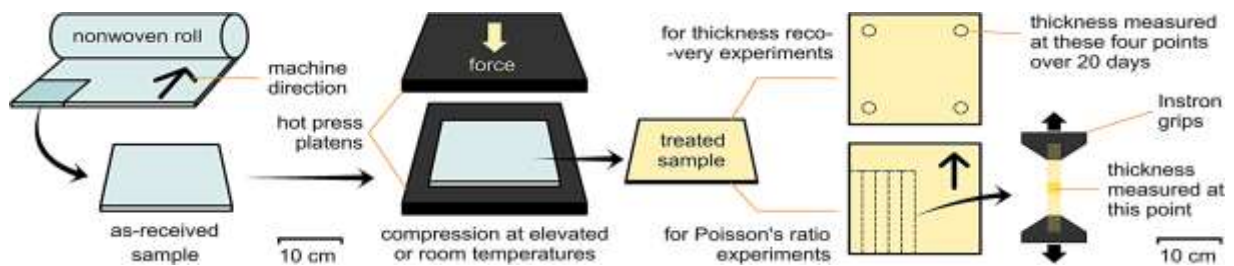 nonwoven roll
machine
direction
as-received
sample
10 cm
force
hot press
platens
compression at elevated
or room temperatures
treated
sample
for thickness reco-
-very experiments
for Poisson's ratio
experiments
thickness measured
at these four points
over 20 days
Instron
grips
thickness
measured at
this point
10 cm